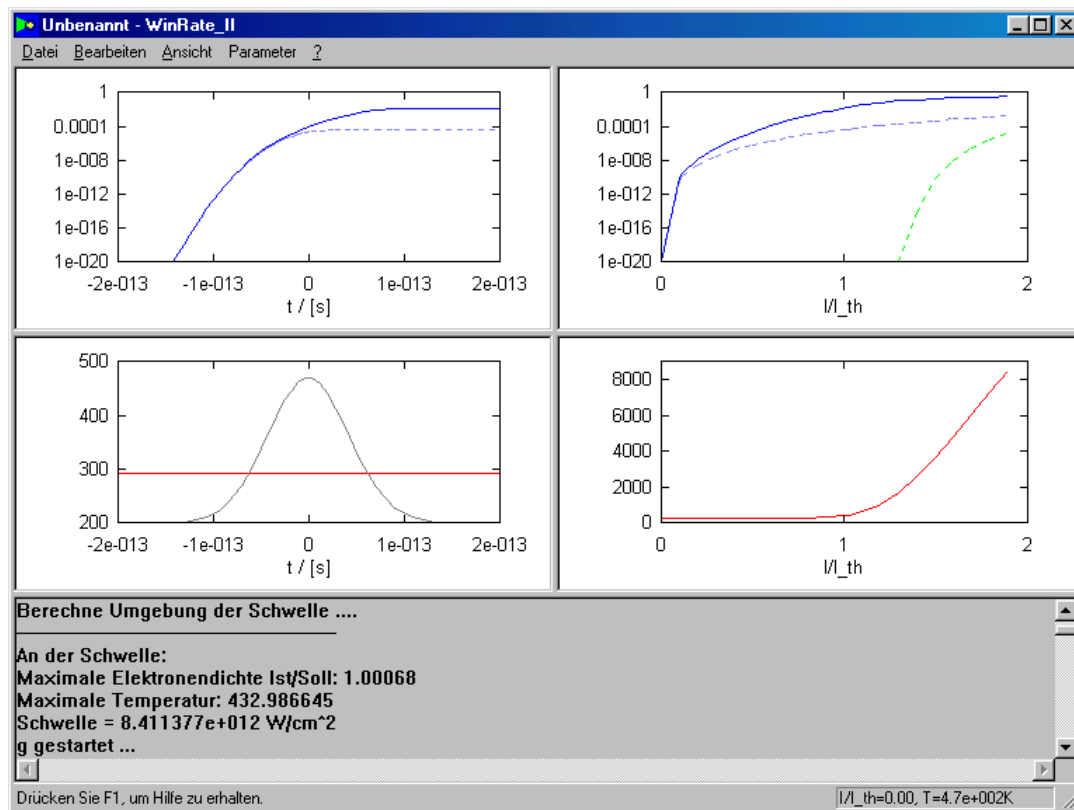 Unbenannt - WinRate_II
Datei Bearbeiten Ansicht Parameter ?
1
0.0001
1e-008
1e-012
1e-016
1e-020
-2e-013 -1e-013 0 1e-013 2e-013
t / [s]
1
0.0001
1e-008
1e-012
1e-016
1e-020
0 1 2
I/I_th
500
400
300
200
-2e-013 -1e-013 0 1e-013 2e-013
t / [s]
8000
6000
4000
2000
0
0 1 2
I/I_th
Berechne Umgebung der Schwelle ....
An der Schwelle:
Maximale Elektronendichte Ist/Soll: 1.00068
Maximale Temperatur: 432.986645
Schwelle = 8.411377e+012 W/cm^2
g gestartet ...
Drücken Sie F1, um Hilfe zu erhalten.
I/I_th=0.00, T=4.7e+002K